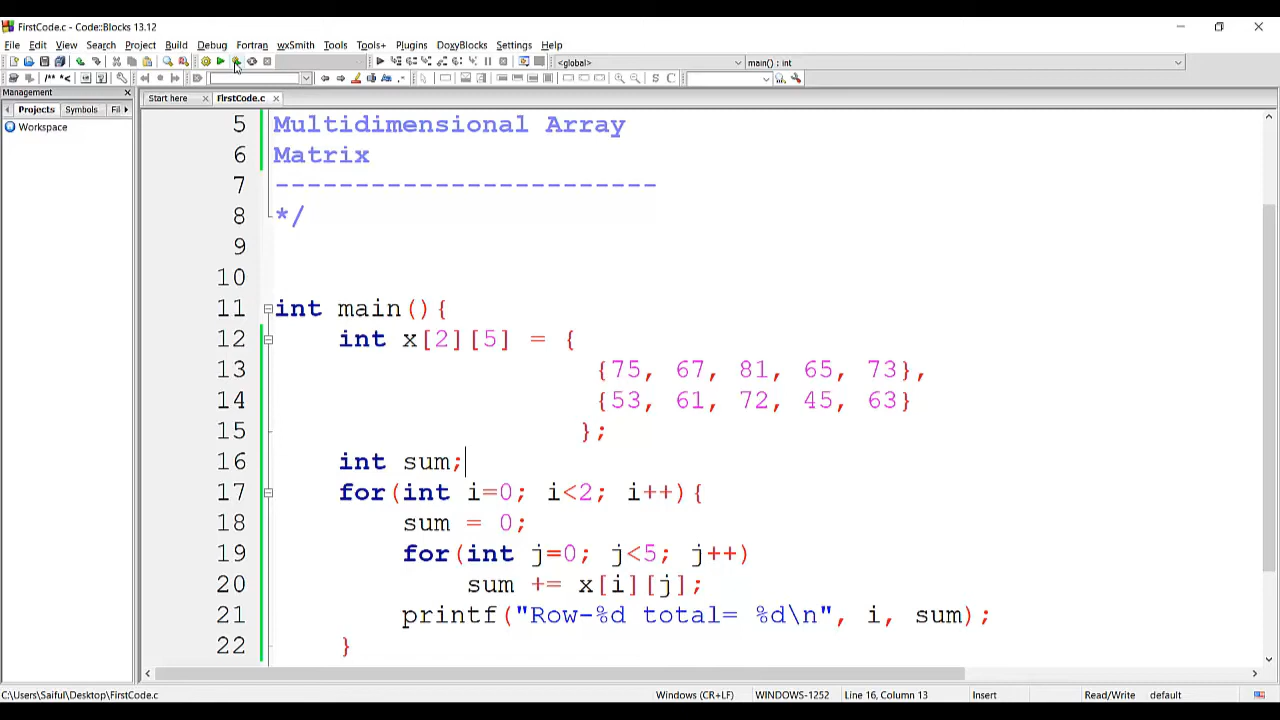 FirstCode.c - Code::Blocks 13.12
File Edit View Search Project Build Debug Fortran wxSmith Tools Tools+ Plugins DoxyBlocks Settings Help
<global> main() : int
/** *< S C
Management
Start here FirstCode.c
Projects Symbols Fil
Workspace
5 Multidimensional Array
6 Matrix
7 ------------------------
8 */
9
10
11 int main(){
12 int x[2][5] = {
13 {75, 67, 81, 65, 73},
14 {53, 61, 72, 45, 63}
15 };
16 int sum;
17 for(int i=0; i<2; i++){
18 sum = 0;
19 for(int j=0; j<5; j++)
20 sum += x[i][j];
21 printf("Row-%d total= %d\n", i, sum);
22 }
C:\Users\Saiful\Desktop\FirstCode.c Windows (CR+LF) WINDOWS-1252 Line 16, Column 13 Insert Read/Write default